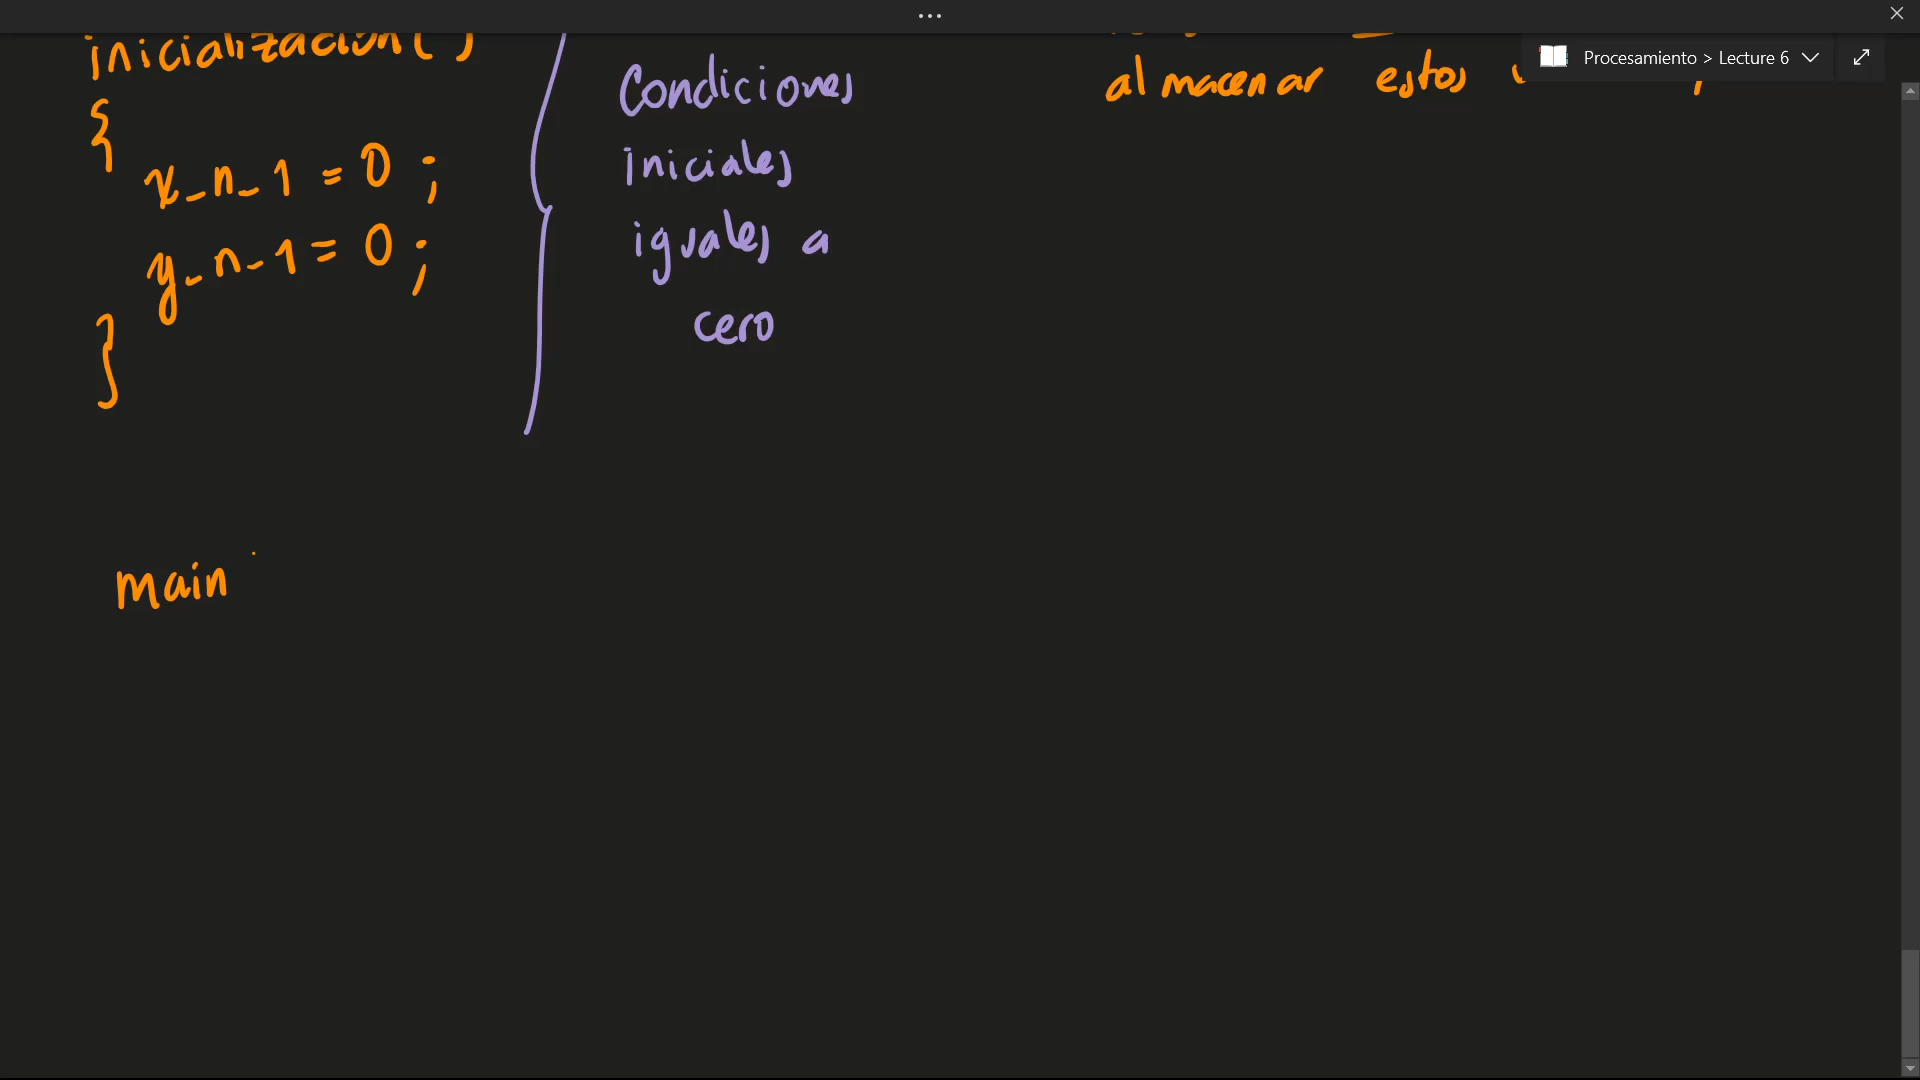 inicialización()
{
x_n_1 = 0 ;
y_n_1 = 0 ;
}
Condiciones
iniciales
iguales a
cero
almacenar estos
Procesamiento > Lecture 6
main